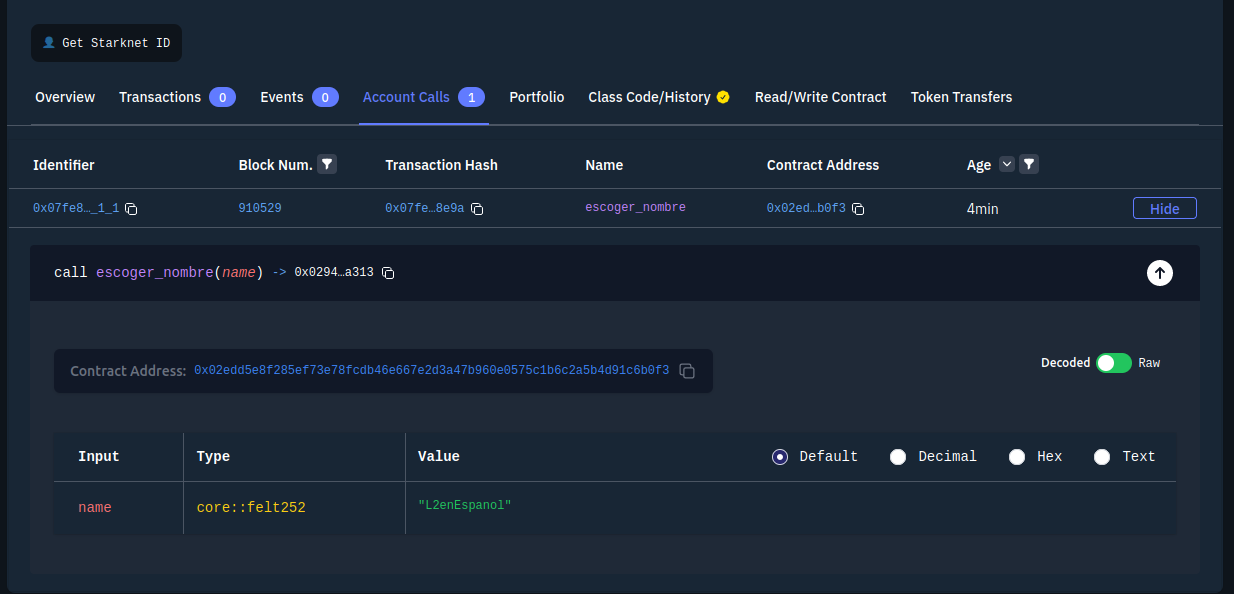 Get Starknet ID
Overview Transactions 0 Events 0 Account Calls 1 Portfolio Class Code/History Read/Write Contract Token Transfers
Identifier Block Num. Transaction Hash Name Contract Address Age
0x07fe8…_1_1 910529 0x07fe…8e9a escoger_nombre 0x02ed…b0f3 4min Hide
call escoger_nombre(name) -> 0x0294…a313
Contract Address: 0x02edd5e8f285ef73e78fcdb46e667e2d3a47b960e0575c1b6c2a5b4d91c6b0f3
Decoded Raw
Input Type Value Default Decimal Hex Text
name core::felt252 "L2enEspanol"